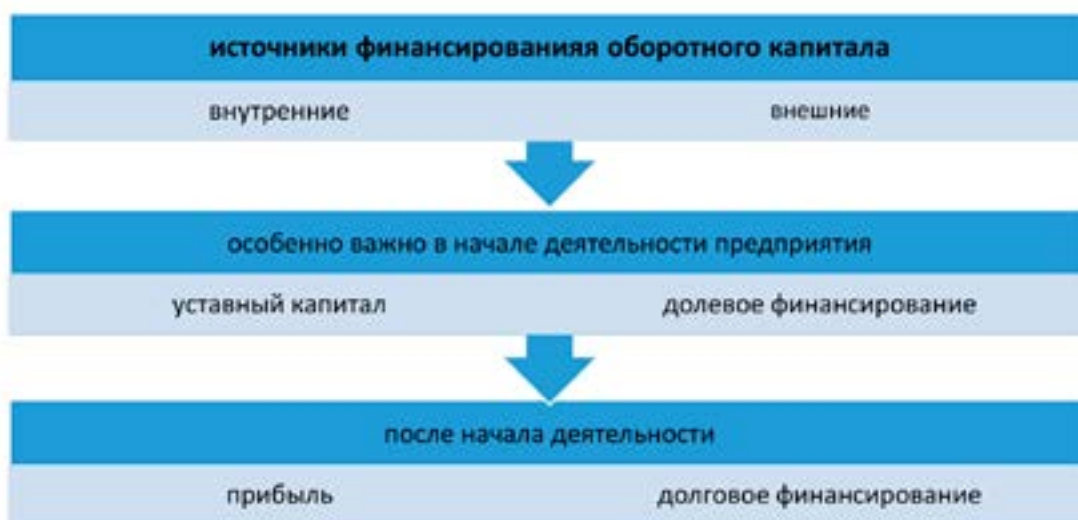 источники финансированияя оборотного капитала
внутренние внешние
особенно важно в начале деятельности предприятия
уставный капитал долевое финансирование
после начала деятельности
прибыль долговое финансирование